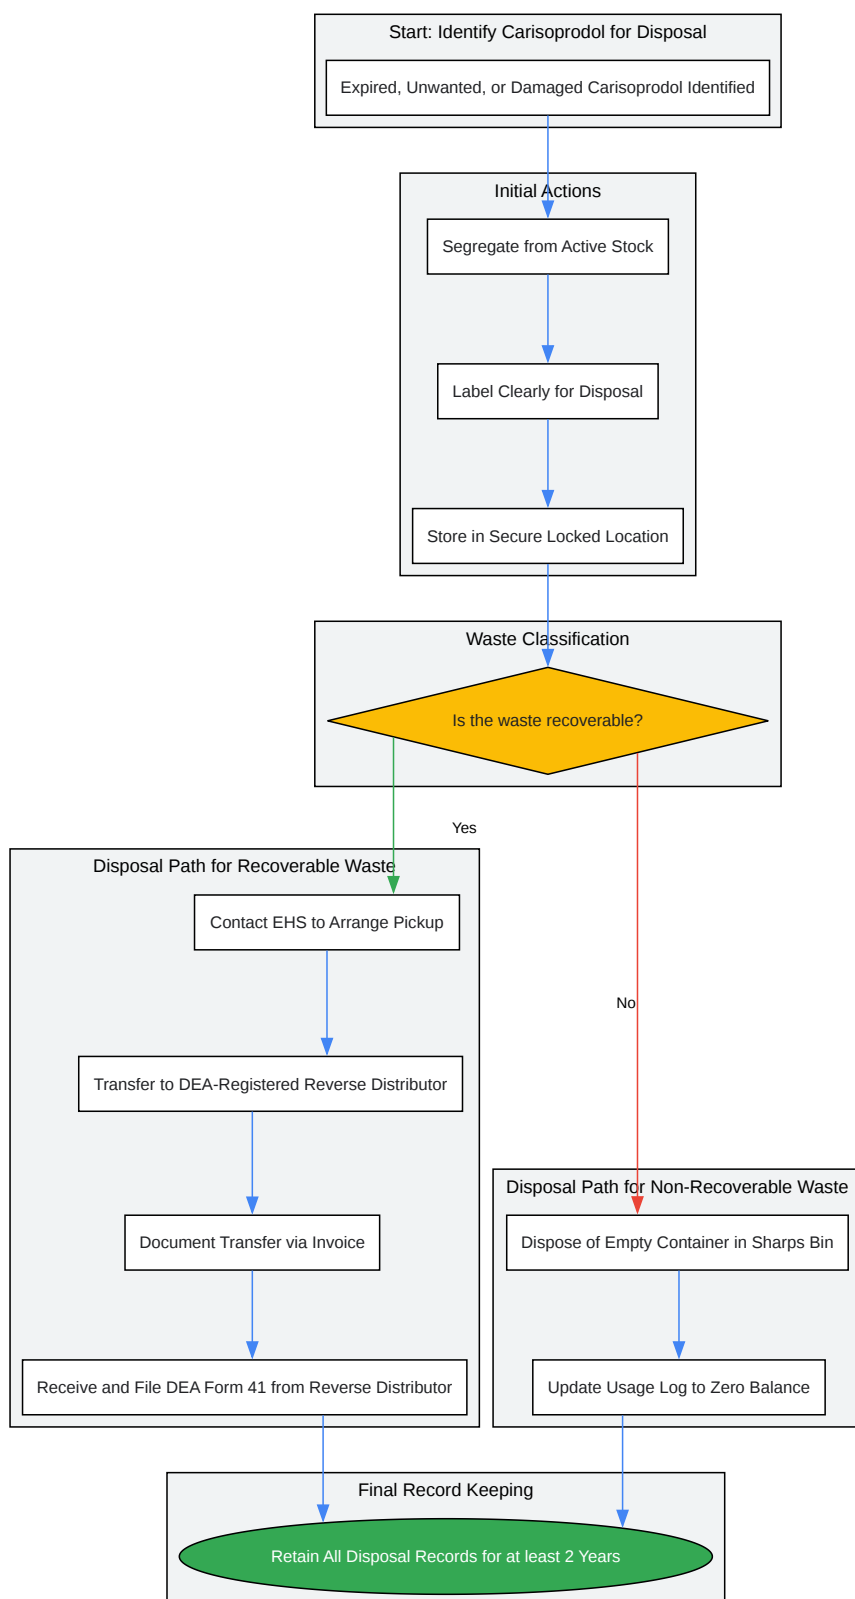 Start: Identify Carisoprodol for Disposal
Expired, Unwanted, or Damaged Carisoprodol Identified
Initial Actions
Segregate from Active Stock
Label Clearly for Disposal
Store in Secure Locked Location
Waste Classification
Is the waste recoverable?
Yes
Disposal Path for Recoverable Waste
Contact EHS to Arrange Pickup
No
Transfer to DEA-Registered Reverse Distributor
Disposal Path for Non-Recoverable Waste
Document Transfer via Invoice
Dispose of Empty Container in Sharps Bin
Receive and File DEA Form 41 from Reverse Distributor
Update Usage Log to Zero Balance
Final Record Keeping
Retain All Disposal Records for at least 2 Years